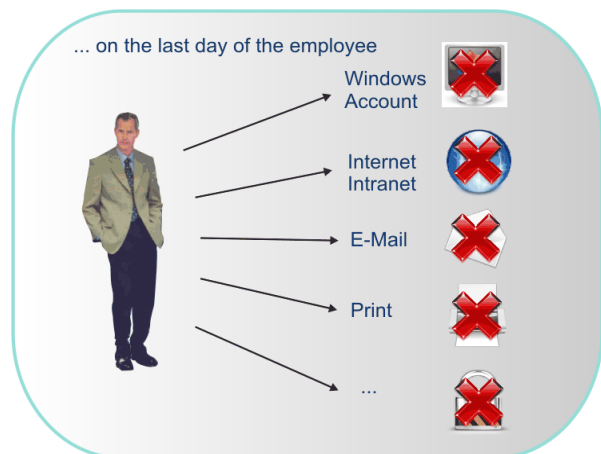 ... on the last day of the employee
Windows
Account
Internet
Intranet
E-Mail
Print
...